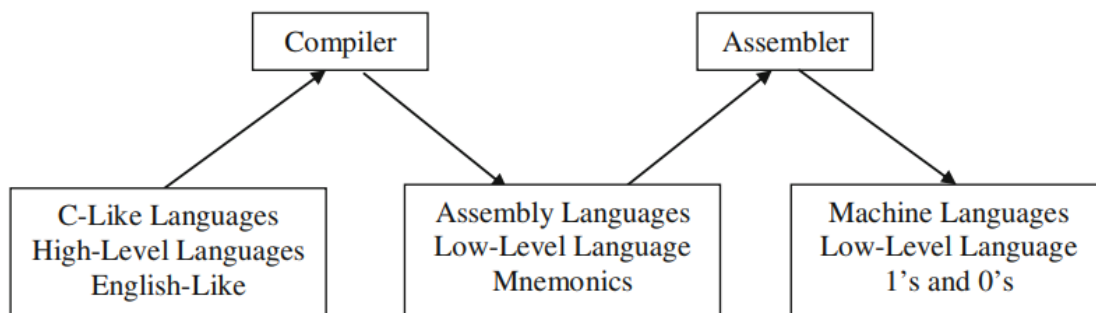 Compiler
Assembler
C-Like Languages
High-Level Languages
English-Like
Assembly Languages
Low-Level Language
Mnemonics
Machine Languages
Low-Level Language
1’s and 0’s